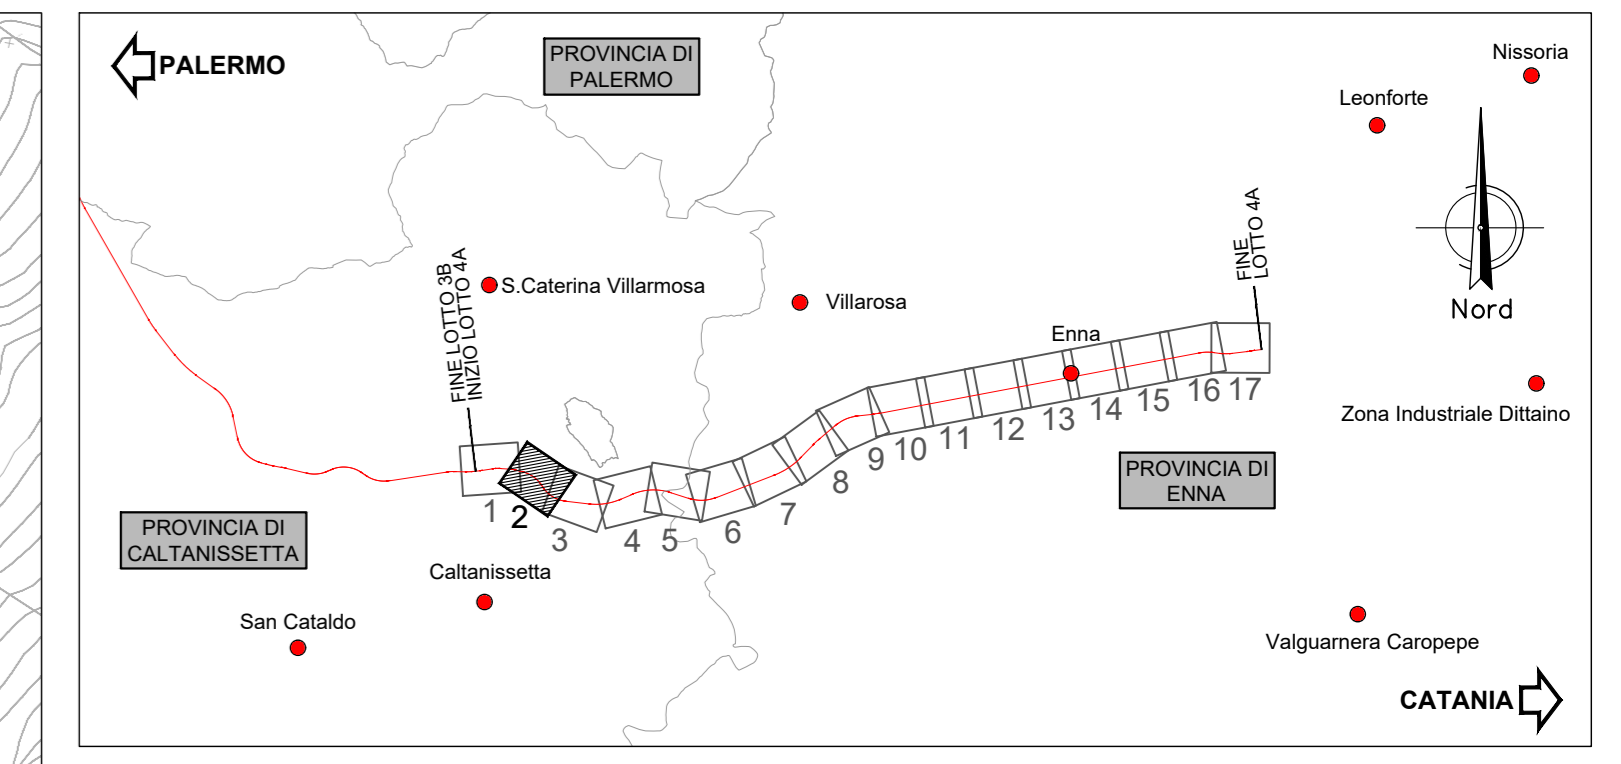 PALERMO
PROVINCIA DI
PALERMO
Nissoria
Leonforte
FINE LOTTO 3B
INIZIO LOTTO 4A
S.Caterina Villarmosa
Villarosa
FINE
LOTTO 4A
Nord
Enna
Zona Industriale Dittaino
1
2
3
4
5
6
7
8
9
10
11
12
13
14
15
16
17
PROVINCIA DI
ENNA
PROVINCIA DI
CALTANISSETTA
Caltanissetta
San Cataldo
Valguarnera Caropepe
CATANIA